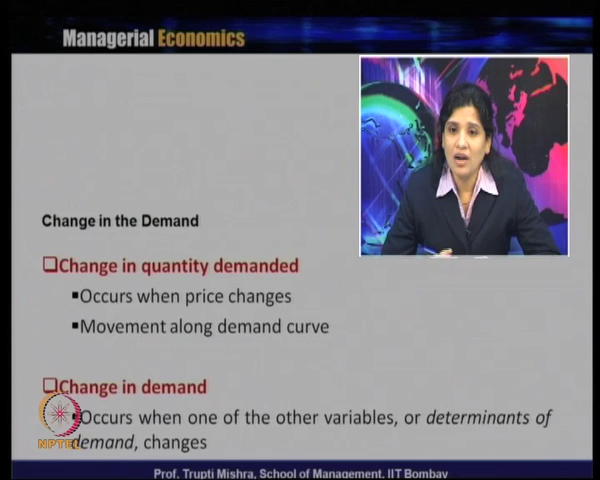 Managerial Economics
Change in the Demand
Change in quantity demanded
Occurs when price changes
Movement along demand curve
Change in demand
Occurs when one of the other variables, or determinants of
demand, changes
NPTEL
Prof. Trupti Mishra, School of Management, IIT Bombay